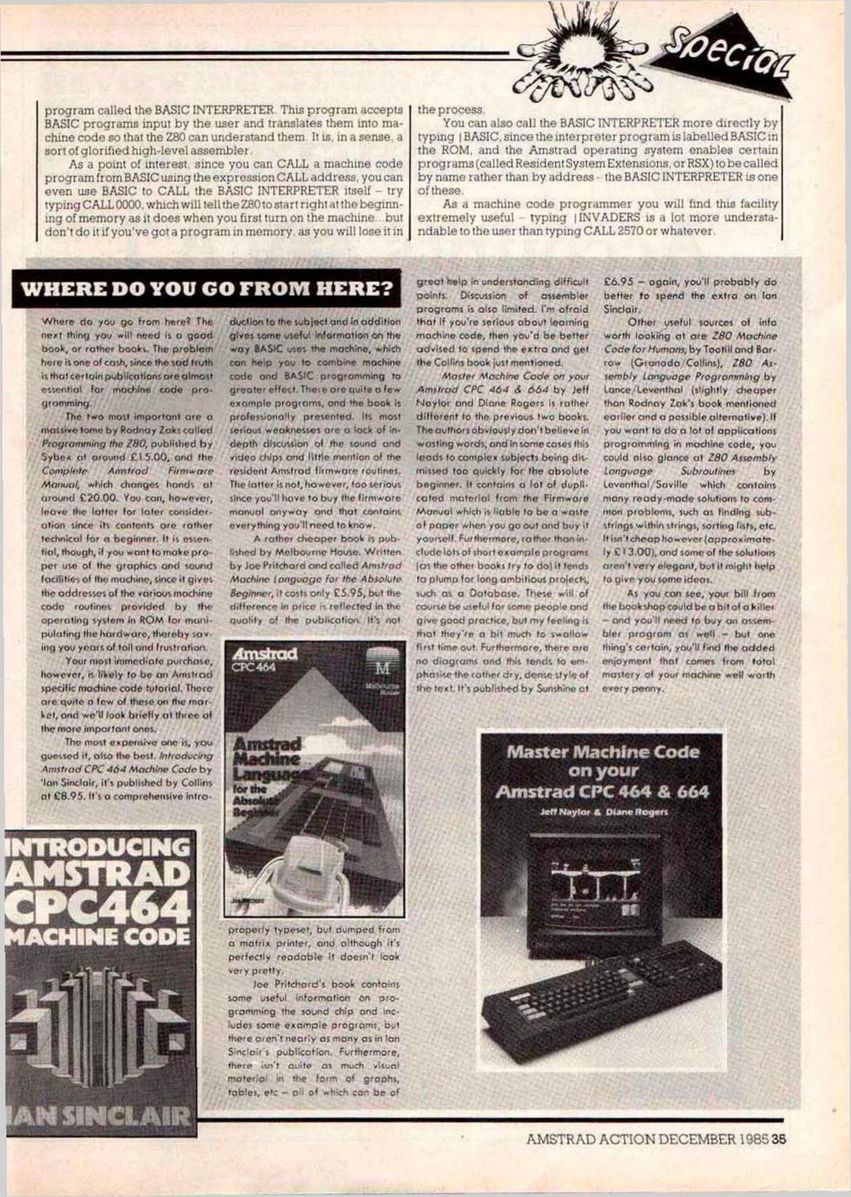 special
program called the BASIC INTERPRETER. This program accepts
BASIC programs input by the user and translates them into ma-
chine code so that the Z80 can understand them. It is, in a sense, a
sort of glorified high-level assembler.
As a point of interest, since you can CALL a machine code
program from BASIC using the expression CALL address, you can
even use BASIC to CALL the BASIC INTERPRETER itself – try
typing CALL 0000, which will tell the Z80 to start right at the beginn-
ing of memory as it does when you first turn on the machine...but
don't do it if you've got a program in memory, as you will lose it in
the process.
You can also call the BASIC INTERPRETER more directly by
typing |BASIC, since the interpreter program is labelled BASIC in
the ROM, and the Amstrad operating system enables certain
programs (called Resident System Extensions, or RSX) to be called
by name rather than by address – the BASIC INTERPRETER is one
of these.
As a machine code programmer you will find this facility
extremely useful – typing |INVADERS is a lot more understa-
ndable to the user than typing CALL 2570 or whatever.
WHERE DO YOU GO FROM HERE?
Where do you go from here? The
next thing you will need is a good
book, or rather books. The problem
here is one of cash, since the sad truth
is that certain publications are almost
essential for machine code pro-
gramming.
The two most important are a
massive tome by Rodnay Zaks called
Programming the Z80, published by
Sybex at around £15.00, and the
Complete Amstrad Firmware
Manual, which changes hands at
around £20.00. You can, however,
leave the latter for later consider-
ation since its contents are rather
technical for a beginner. It is essen-
tial, though, if you want to make pro-
per use of the graphics and sound
facilities of the machine, since it gives
the addresses of the various machine
code routines provided by the
operating system in ROM for mani-
pulating the hardware, thereby sav-
ing you years of toil and frustration.
Your most immediate purchase,
however, is likely to be an Amstrad
specific machine code tutorial. There
are quite a few of these on the mar-
ket, and we'll look briefly at three of
the more important ones.
The most expensive one is, you
guessed it, also the best. Introducing
Amstrad CPC 464 Machine Code by
'Ian Sinclair, it's published by Collins
at £8.95. It's a comprehensive intro-
duction to the subject and in addition
gives some useful information on the
way BASIC uses the machine, which
can help you to combine machine
code and BASIC programming to
greater effect. There are quite a few
example programs, and the book is
professionally presented. Its most
serious weaknesses are a lack of in-
depth discussion of the sound and
video chips and little mention of the
resident Amstrad firmware routines.
The latter is not, however, too serious
since you'll have to buy the firmware
manual anyway and that contains
everything you'll need to know.
A rather cheaper book is pub-
lished by Melbourne House. Written
by Joe Pritchard and called Amstrad
Machine Language for the Absolute
Beginner, it costs only £5.95, but the
difference in price is reflected in the
quality of the publication. It's not
Amstrad
CPC 464
M
Melbourne
House
Amstrad
Machine
Language
for the
Absolute
Beginner
properly typeset, but dumped from
a matrix printer, and although it's
perfectly readable it doesn't look
very pretty.
Joe Pritchard's book contains
some useful information on pro-
gramming the sound chip and inc-
ludes some example programs, but
there aren't nearly as many as in Ian
Sinclair's publication. Furthermore,
there isn't quite as much visual
material in the form of graphs,
tables, etc – all of which can be of
great help in understanding difficult
points. Discussion of assembler
programs is also limited. I'm afraid
that if you're serious about learning
machine code, then you'd be better
advised to spend the extra and get
the Collins book just mentioned.
Master Machine Code on your
Amstrad CPC 464 & 664 by Jeff
Naylor and Diane Rogers is rather
different to the previous two books.
The authors obviously don't believe in
wasting words, and in some cases this
leads to complex subjects being dis-
missed too quickly for the absolute
beginner. It contains a lot of dupli-
cated material from the Firmware
Manual which is liable to be a waste
of paper when you go out and buy it
yourself. Furthermore, rather than in-
clude lots of short example programs
(as the other books try to do) it tends
to plump for long ambitious projects,
such as a Database. These will of
course be useful for some people and
give good practice, but my feeling is
that they're a bit much to swallow
first time out. Furthermore, there are
no diagrams and this tends to em-
phasise the rather dry, dense style of
the text. It's published by Sunshine at
£6.95 – again, you'll probably do
better to spend the extra on Ian
Sinclair.
Other useful sources of info
worth looking at are Z80 Machine
Code for Humans, by Tootill and Bar-
row (Granada/Collins), Z80 As-
sembly Language Programming by
Lance/Leventhal (slightly cheaper
than Rodnay Zak's book mentioned
earlier and a possible alternative). If
you want to do a lot of applications
programming in machine code, you
could also glance at Z80 Assembly
Language Subroutines by
Leventhal/Saville which contains
many ready-made solutions to com-
mon problems, such as finding sub-
strings within strings, sorting lists, etc.
It isn't cheap however (approximate-
ly £13.00), and some of the solutions
aren't very elegant, but it might help
to give you some ideas.
As you can see, your bill from
the bookshop could be a bit of a killer
– and you'll need to buy an assem-
bler program as well – but one
thing's certain, you'll find the added
enjoyment that comes from total
mastery of your machine well worth
every penny.
Master Machine Code
on your
Amstrad CPC 464 & 664
Jeff Naylor & Diane Rogers
INTRODUCING
AMSTRAD
CPC464
MACHINE CODE
IAN SINCLAIR
AMSTRAD ACTION DECEMBER 1985 35